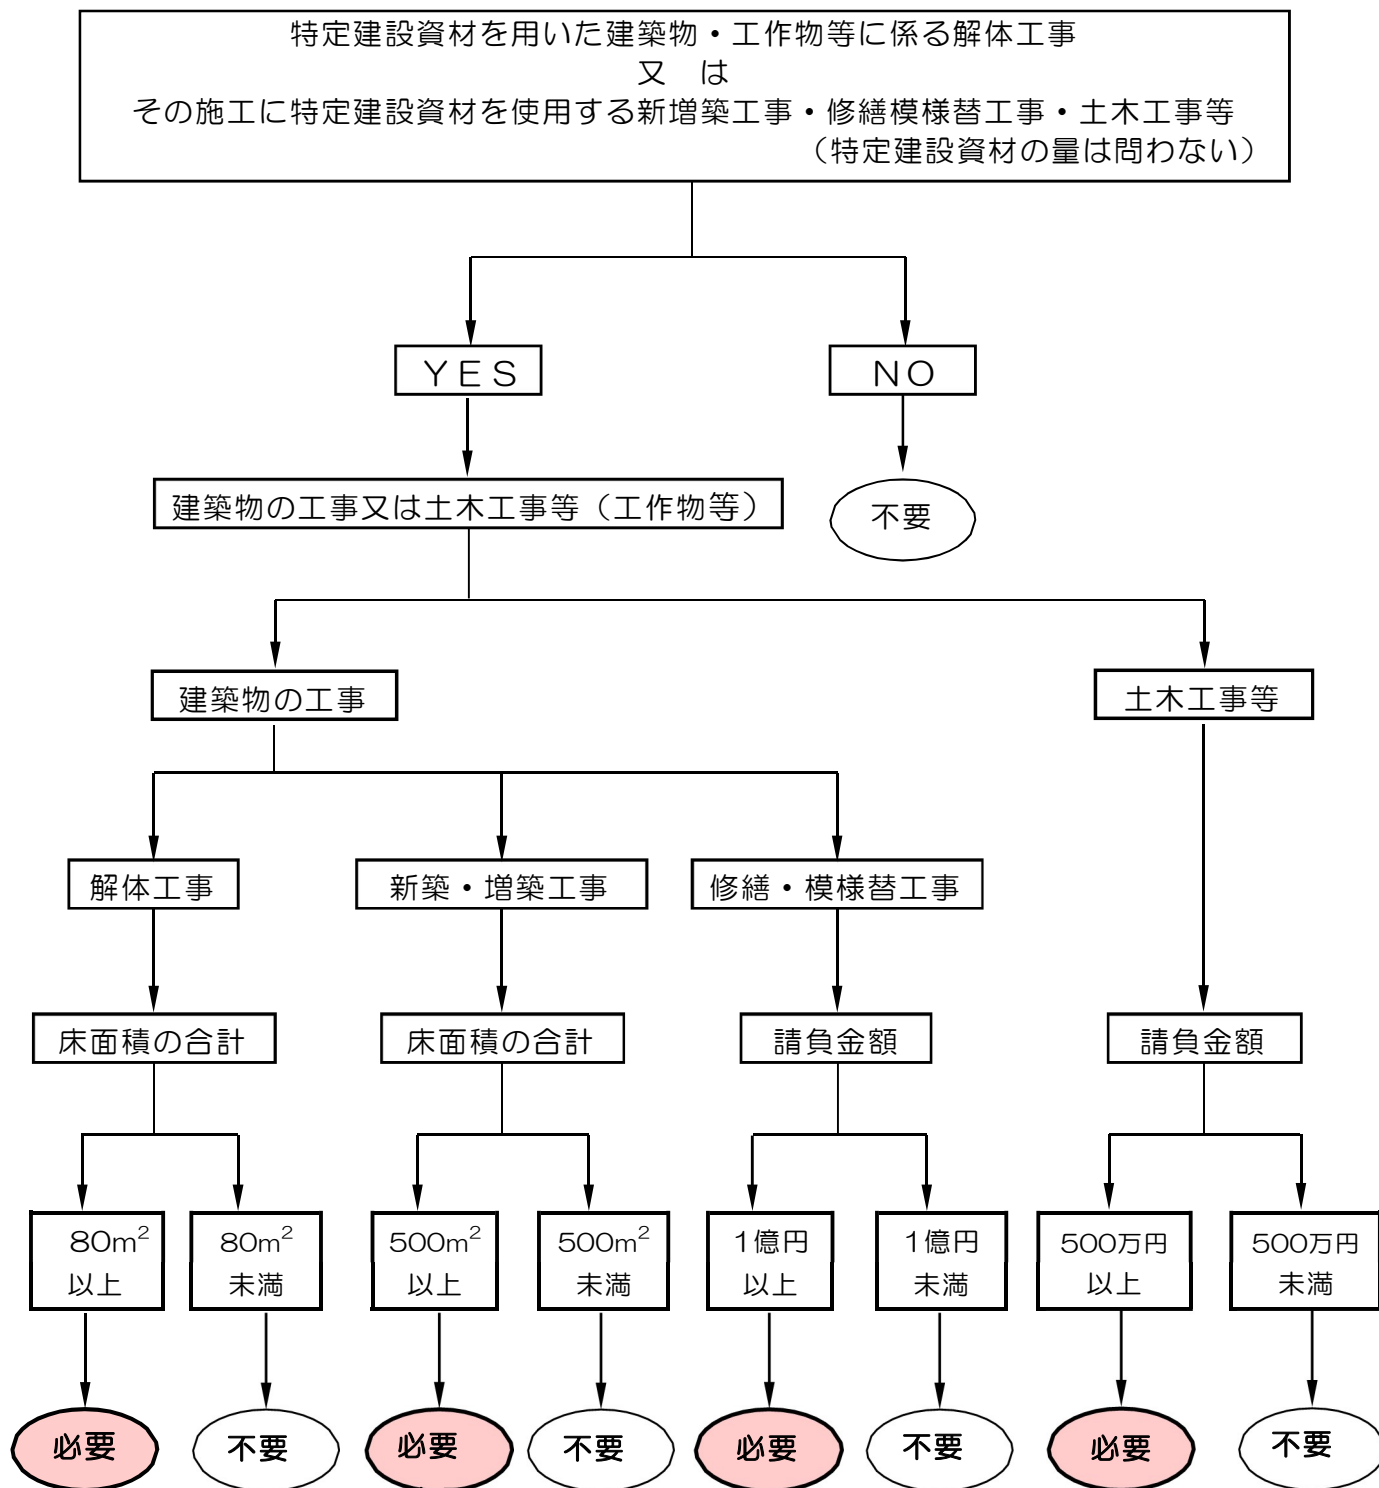 特定建設資材を用いた建築物・工作物等に係る解体工事
又　は
その施工に特定建設資材を使用する新増築工事・修繕模様替工事・土木工事等
（特定建設資材の量は問わない）
ＹＥＳ
ＮＯ
建築物の工事又は土木工事等（工作物等）
不要
建築物の工事
土木工事等
解体工事
新築・増築工事
修繕・模様替工事
床面積の合計
床面積の合計
請負金額
請負金額
80m²
以上
80m²
未満
500m²
以上
500m²
未満
1億円
以上
1億円
未満
500万円
以上
500万円
未満
必要
不要
必要
不要
必要
不要
必要
不要